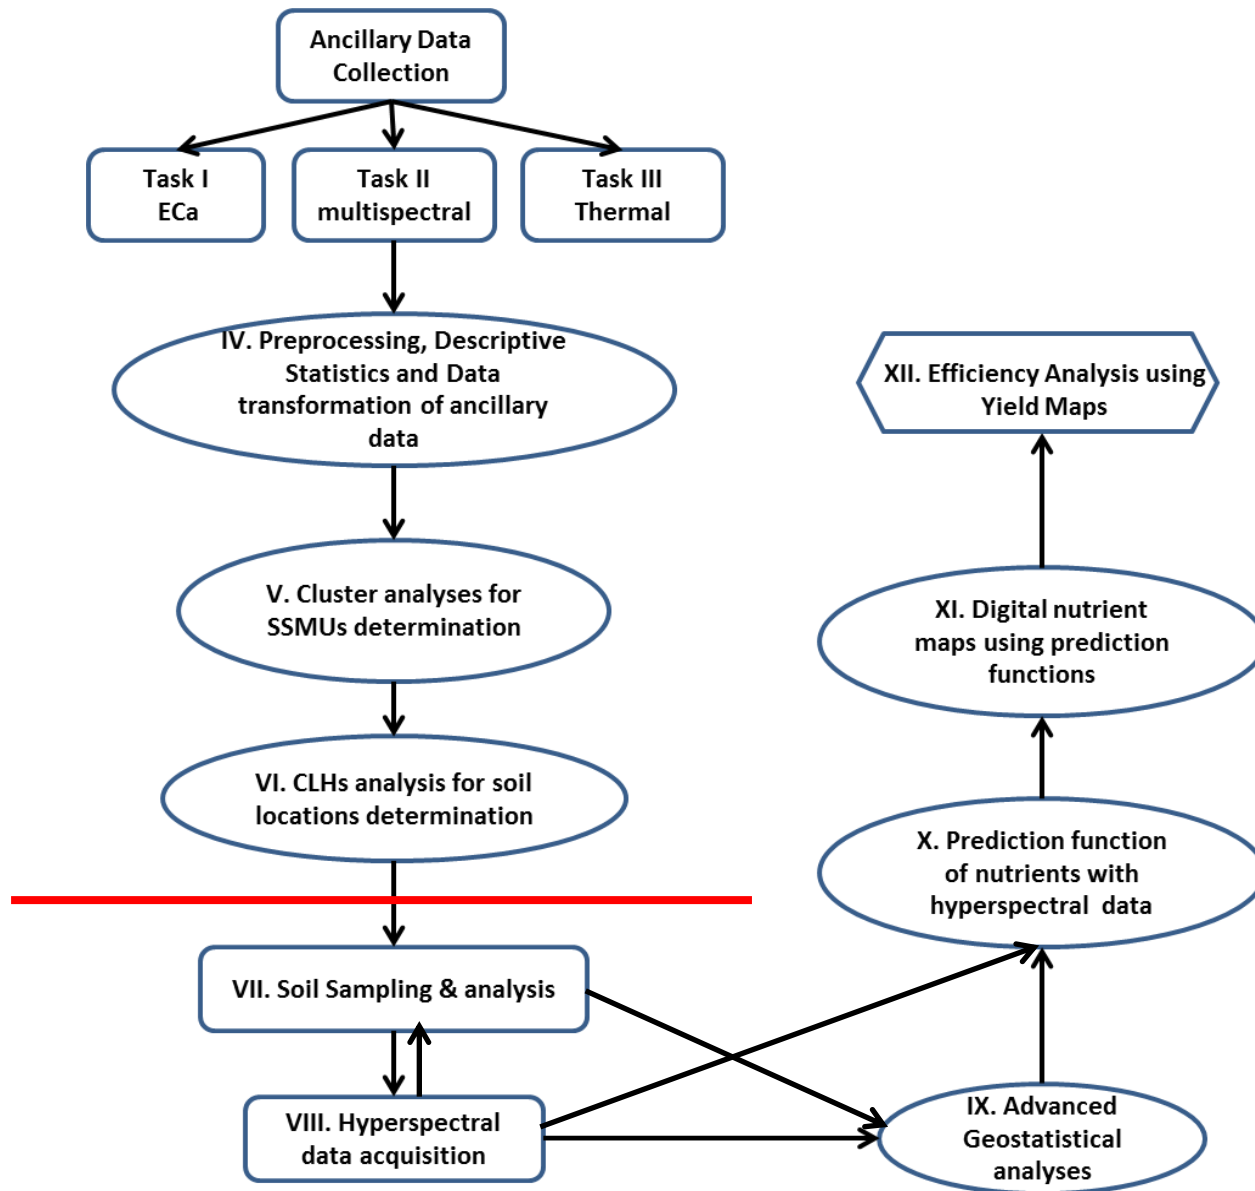 Ancillary Data
Collection
Task I
ECa
Task II
multispectral
Task III
Thermal
IV. Preprocessing, Descriptive
Statistics and Data
transformation of ancillary
data
V. Cluster analyses for
SSMUs determination
VI. CLHs analysis for soil
locations determination
VII. Soil Sampling & analysis
VIII. Hyperspectral
data acquisition
IX. Advanced
Geostatistical
analyses
X. Prediction function
of nutrients with
hyperspectral data
XI. Digital nutrient
maps using prediction
functions
XII. Efficiency Analysis using
Yield Maps